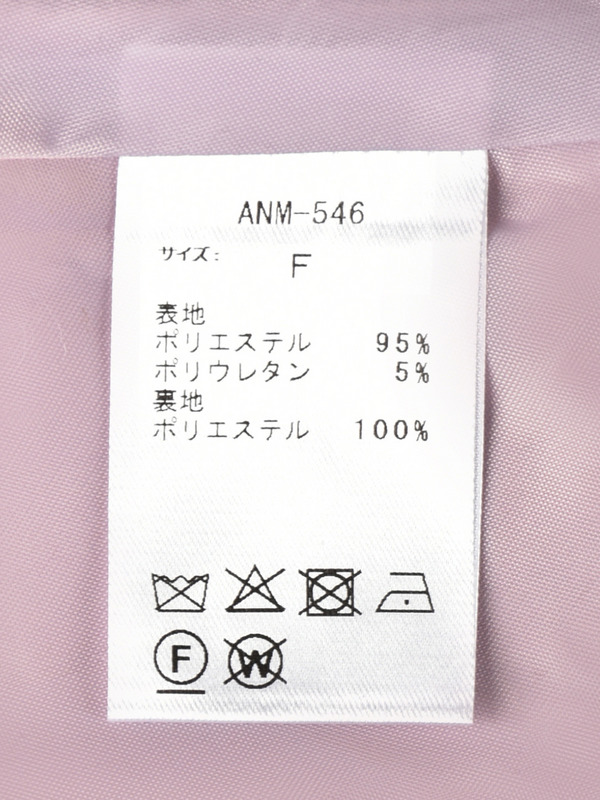 ANM-546
サイズ: F
表地
ポリエステル 95%
ポリウレタン 5%
裏地
ポリエステル 100%
F W